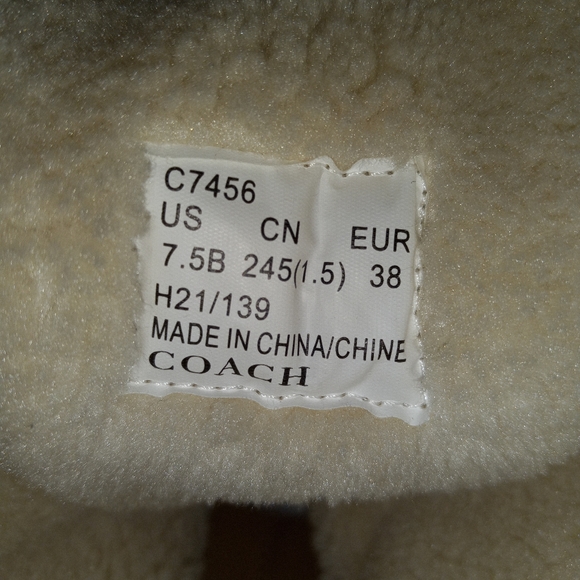 C7456
US CN EUR
7.5B 245(1.5) 38
H21/139
MADE IN CHINA/CHINE
COACH